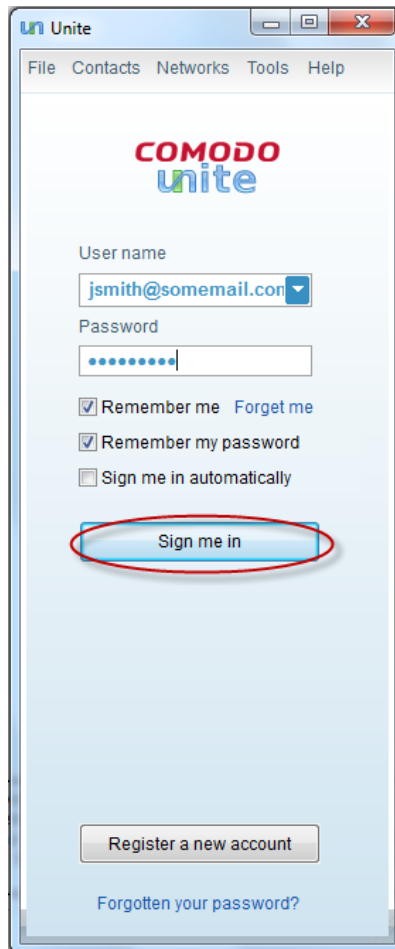 un Unite
File Contacts Networks Tools Help
COMODO
unite
User name
jsmith@somemail.con
Password
Remember me Forget me
Remember my password
Sign me in automatically
Sign me in
Register a new account
Forgotten your password?